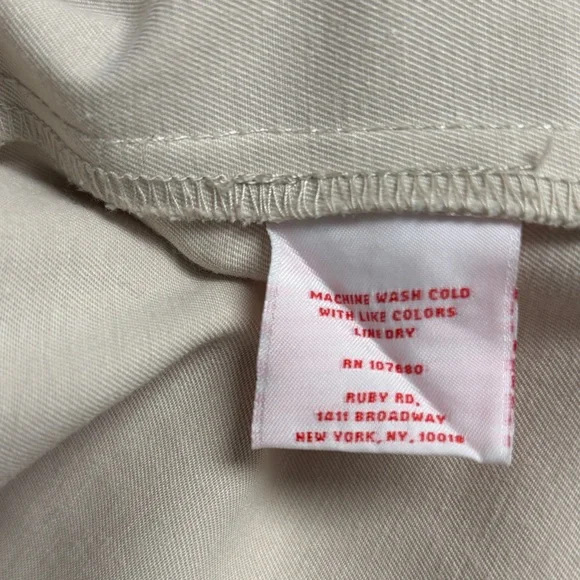 MACHINE WASH COLD
WITH LIKE COLORS
LINE DRY
RN 107680
RUBY RD.
1411 BROADWAY
NEW YORK, NY, 10018